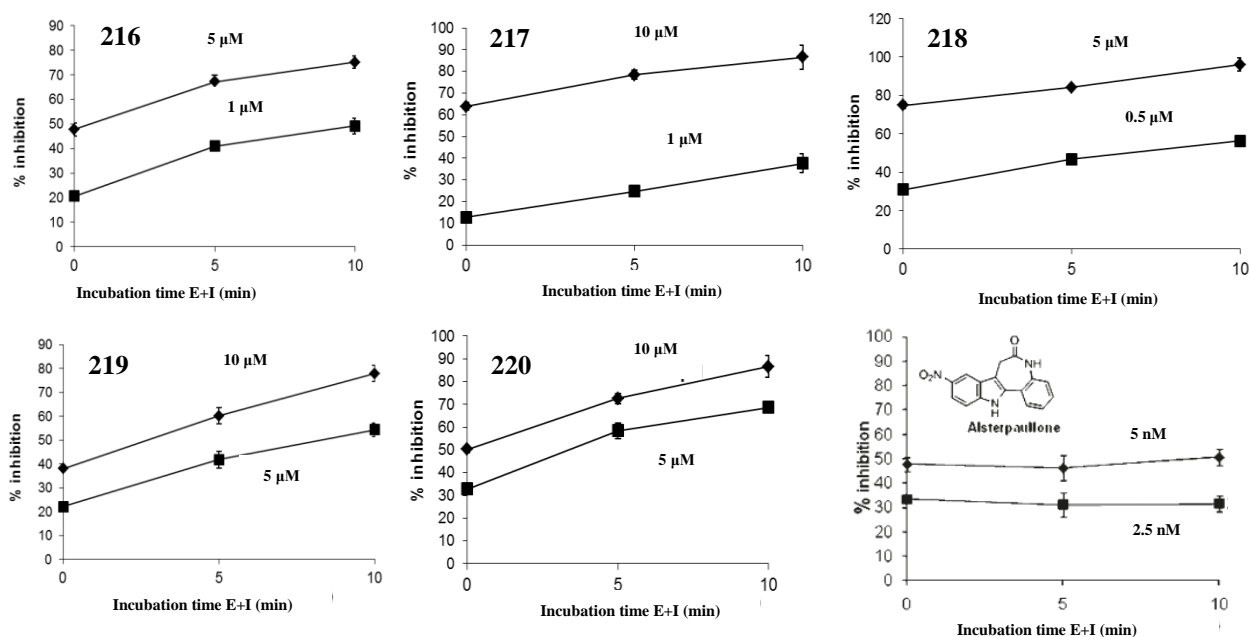 216
5 µM
1 µM
% inhibition
90
80
70
60
50
40
30
20
10
0
0 5 10
Incubation time E+I (min)
217
10 µM
1 µM
% inhibition
100
90
80
70
60
50
40
30
20
10
0
0 5 10
Incubation time E+I (min)
218
5 µM
0.5 µM
% inhibition
120
100
80
60
40
20
0
0 5 10
Incubation time E+I (min)
219
10 µM
5 µM
% inhibition
90
80
70
60
50
40
30
20
10
0
0 5 10
Incubation time E+I (min)
220
10 µM
5 µM
% inhibition
100
90
80
70
60
50
40
30
20
10
0
0 5 10
Incubation time E+I (min)
O
NH
O₂N
N
H
Alsterpaullone
5 nM
2.5 nM
% inhibition
100
90
80
70
60
50
40
30
20
10
0
0 5 10
Incubation time E+I (min)